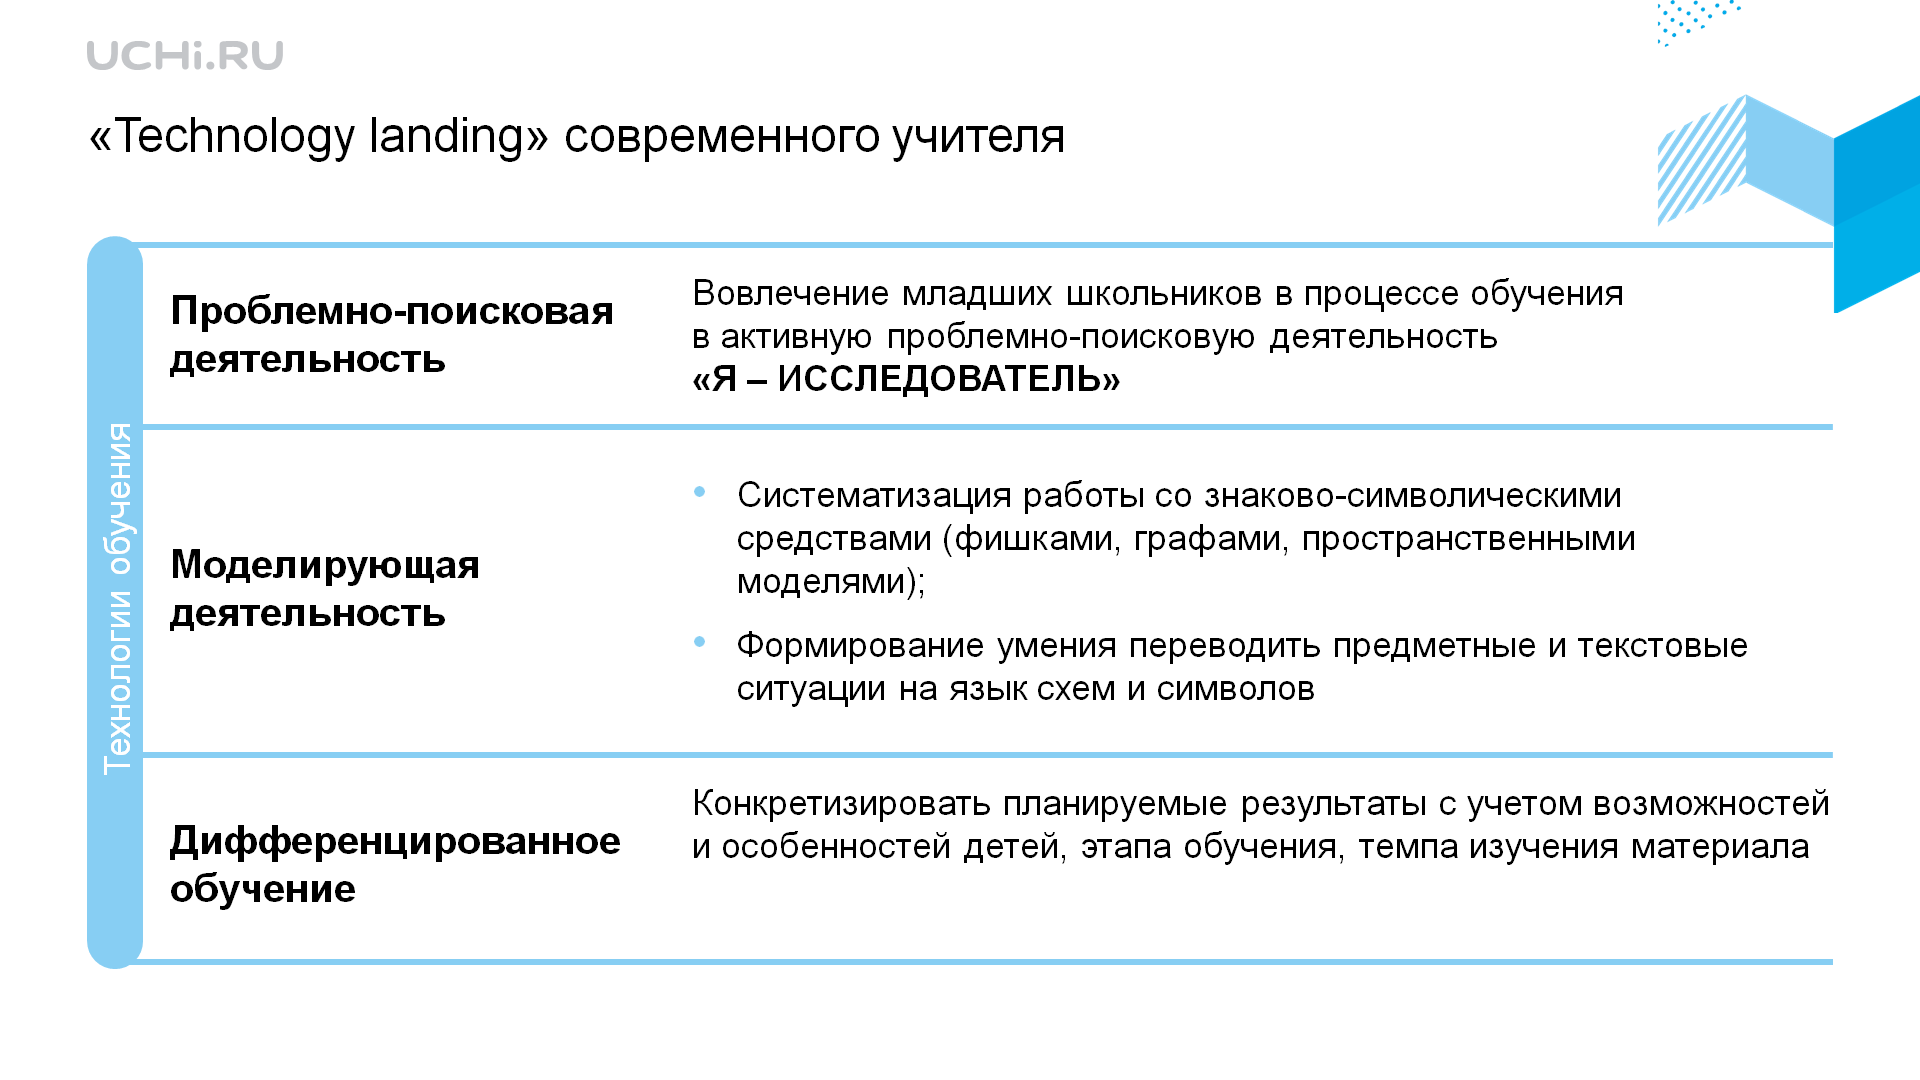 UCHi.RU
«Technology landing» современного учителя
Технологии обучения
Проблемно-поисковая
деятельность
Вовлечение младших школьников в процессе обучения
в активную проблемно-поисковую деятельность
«Я – ИССЛЕДОВАТЕЛЬ»
Моделирующая
деятельность
• Систематизация работы со знаково-символическими
средствами (фишками, графами, пространственными
моделями);
• Формирование умения переводить предметные и текстовые
ситуации на язык схем и символов
Дифференцированное
обучение
Конкретизировать планируемые результаты с учетом возможностей
и особенностей детей, этапа обучения, темпа изучения материала